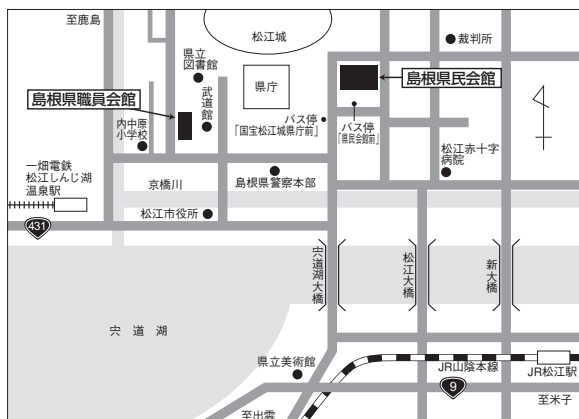 至鹿島
松江城
裁判所
県立
図書館
県庁
島根県民会館
島根県職員会館
武道館
バス停
「国宝松江城県庁前」
バス停
「県民会館前」
内中原
小学校
松江赤十字
病院
一畑電鉄
松江しんじ湖
温泉駅
京橋川
島根県警察本部
松江市役所
431
宍道湖大橋
松江大橋
新大橋
宍道湖
県立美術館
JR山陰本線
JR松江駅
9
至米子
至出雲